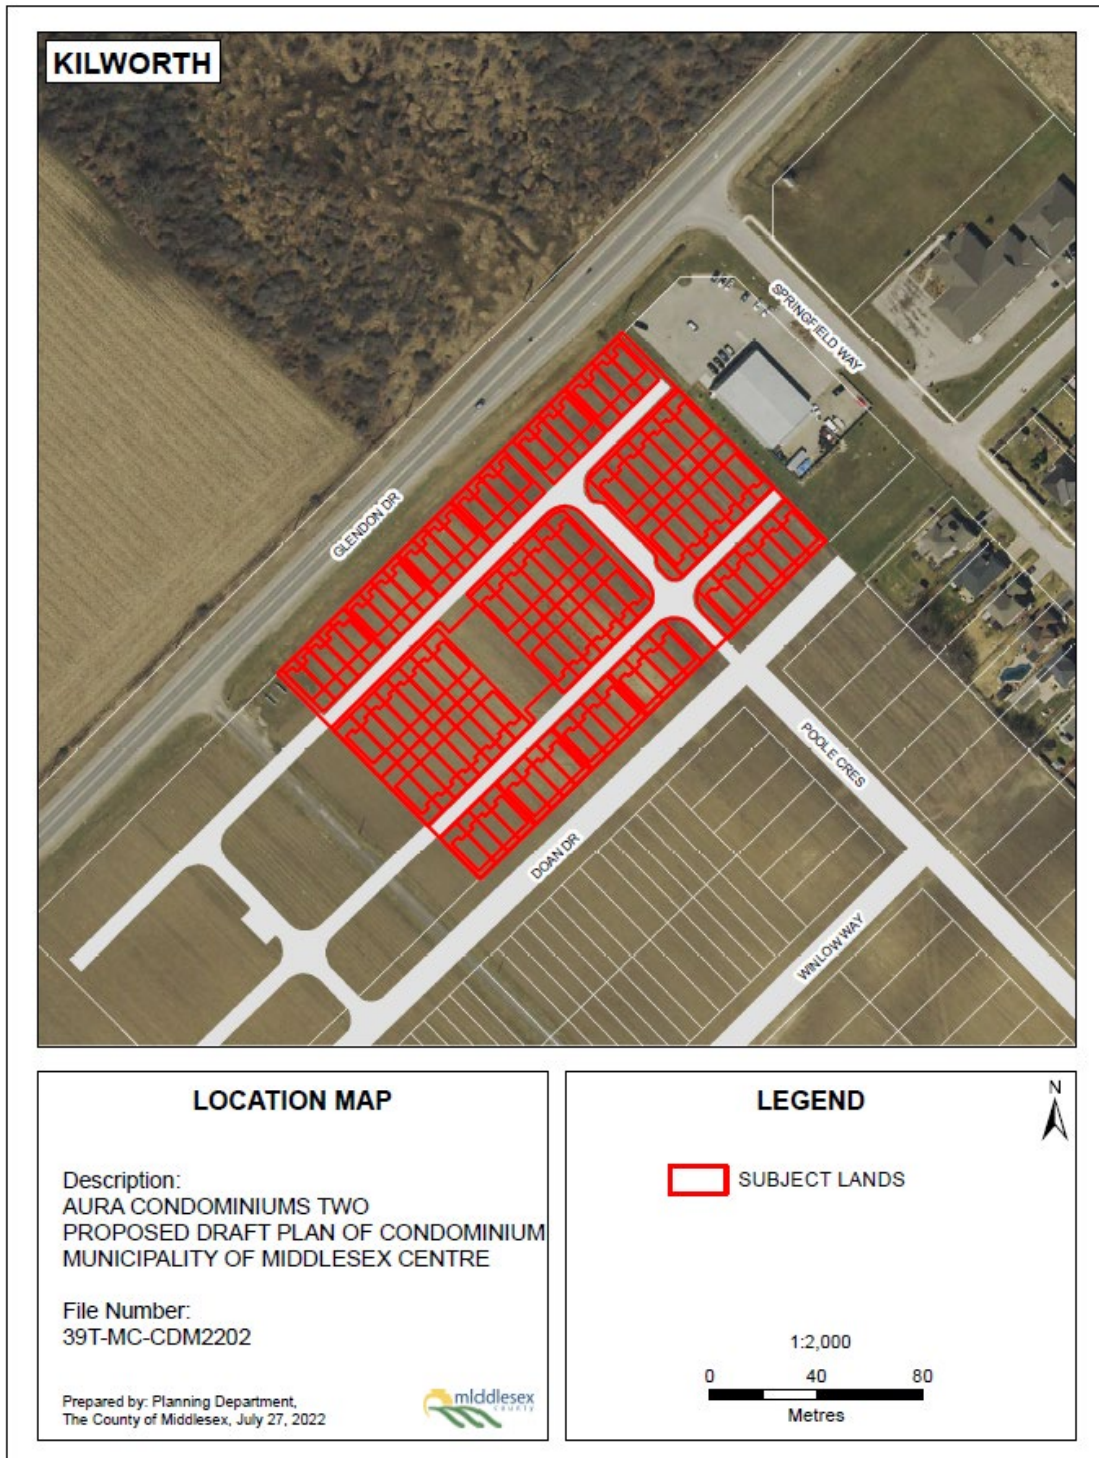 KILWORTH
SPRINGFIELD WAY
GLENDON DR
POOLE CRES
DOAN DR
WINLOW WAY
LOCATION MAP
Description:
AURA CONDOMINIUMS TWO
PROPOSED DRAFT PLAN OF CONDOMINIUM
MUNICIPALITY OF MIDDLESEX CENTRE
File Number:
39T-MC-CDM2202
Prepared by: Planning Department,
The County of Middlesex, July 27, 2022
middlesex
county
LEGEND
N
SUBJECT LANDS
1:2,000
0 40 80
Metres